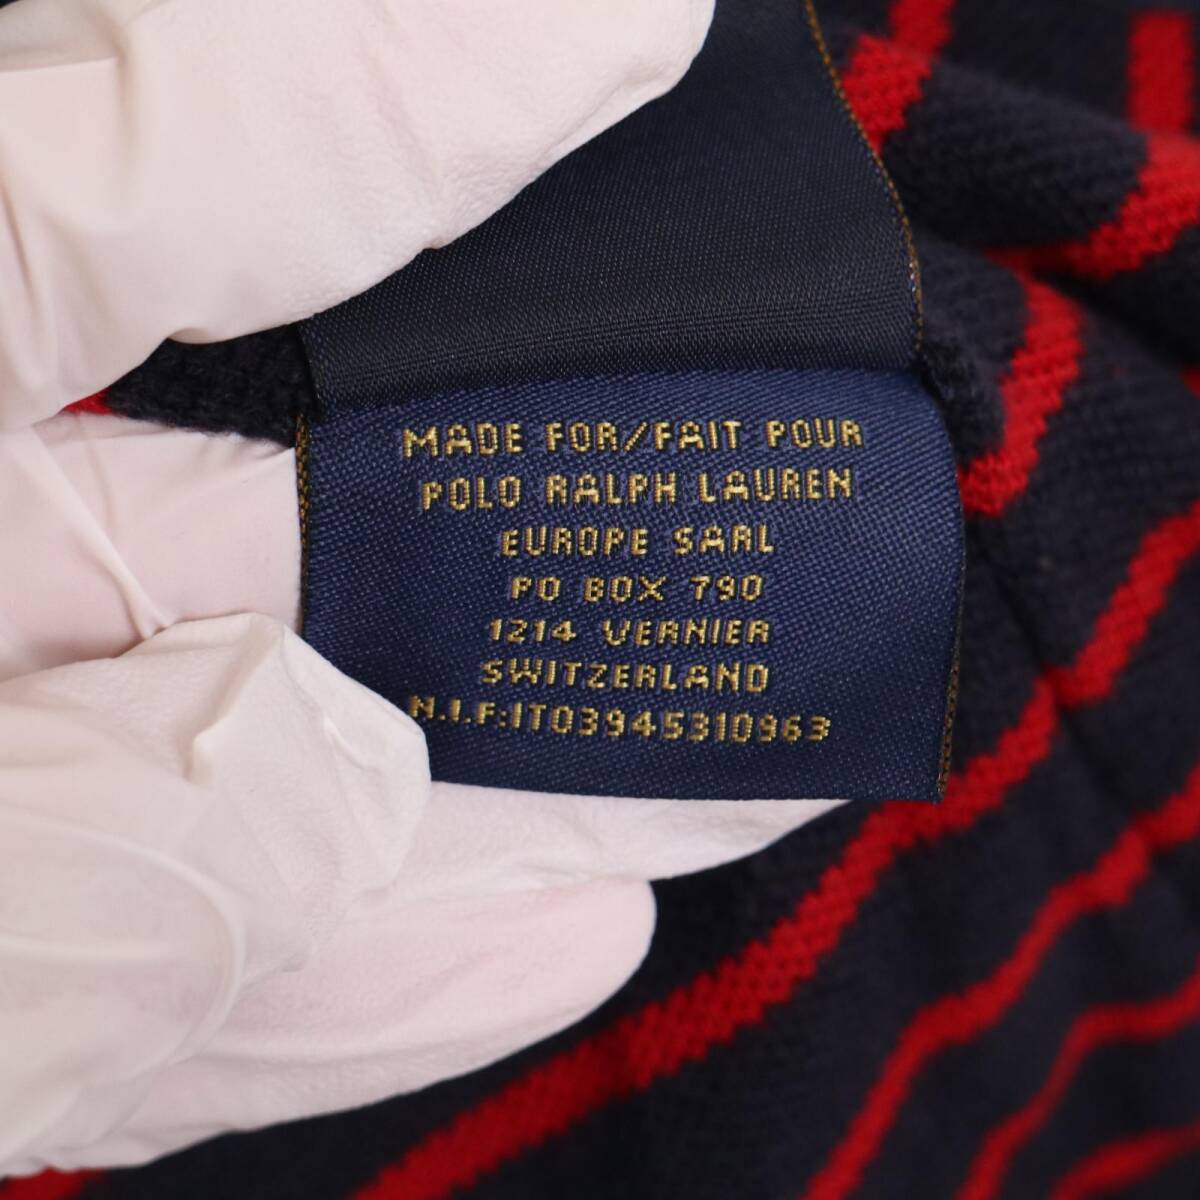 MADE FOR/FAIT POUR
POLO RALPH LAUREN
EUROPE SARL
PO BOX 790
1214 VERNIER
SWITZERLAND
N.I.F:IT03945310963